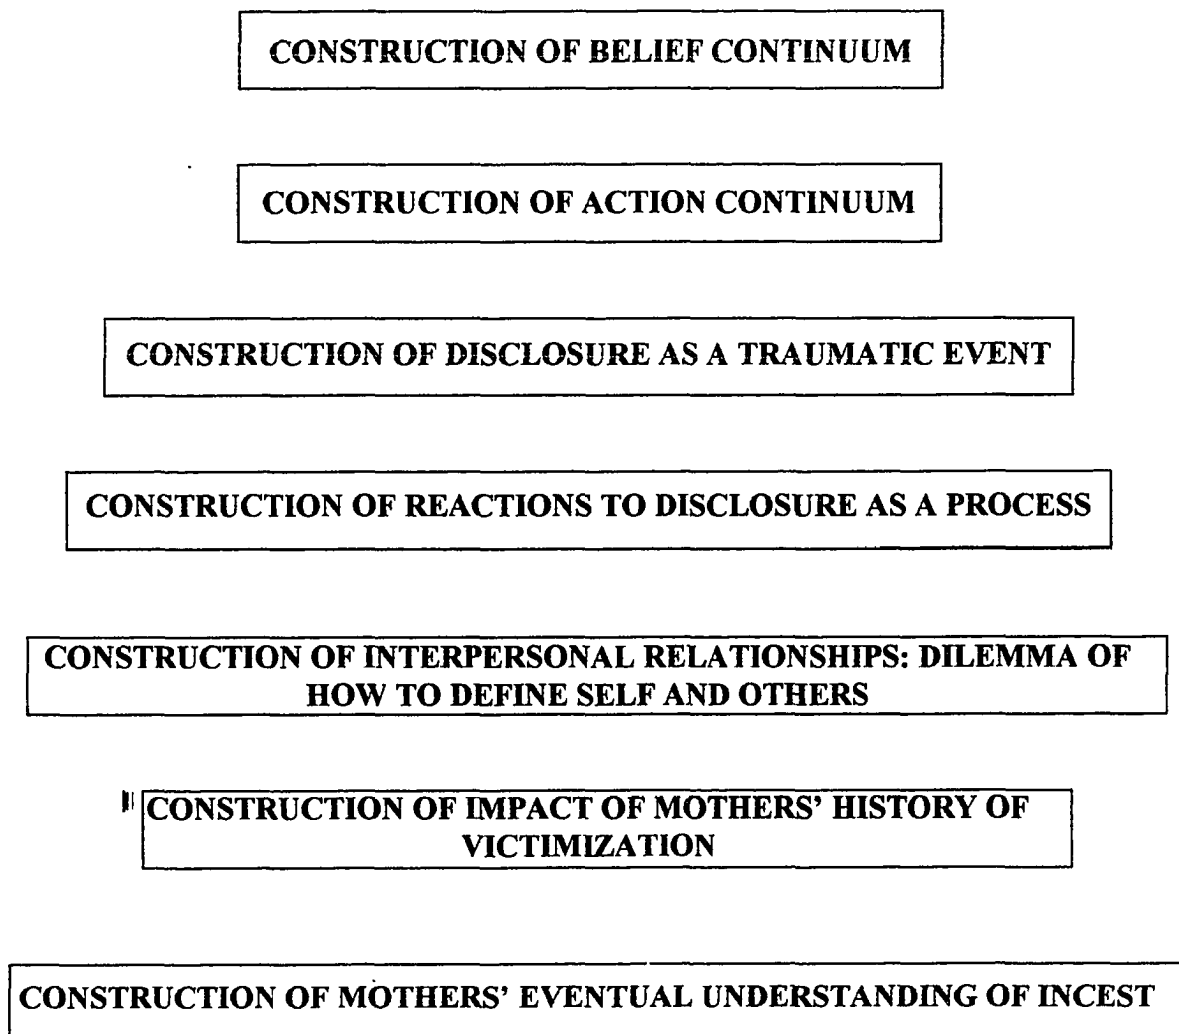 CONSTRUCTION OF BELIEF CONTINUUM
CONSTRUCTION OF ACTION CONTINUUM
CONSTRUCTION OF DISCLOSURE AS A TRAUMATIC EVENT
CONSTRUCTION OF REACTIONS TO DISCLOSURE AS A PROCESS
CONSTRUCTION OF INTERPERSONAL RELATIONSHIPS: DILEMMA OF
HOW TO DEFINE SELF AND OTHERS
CONSTRUCTION OF IMPACT OF MOTHERS’ HISTORY OF
VICTIMIZATION
CONSTRUCTION OF MOTHERS’ EVENTUAL UNDERSTANDING OF INCEST